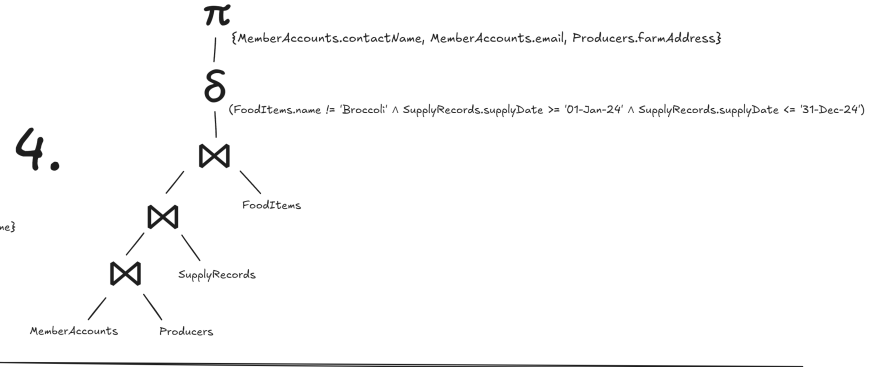 π
{MemberAccounts.contactName, MemberAccounts.email, Producers.farmAddress}
δ
(FoodItems.name != 'Broccoli' ∧ SupplyRecords.supplyDate >= '01-Jan-24' ∧ SupplyRecords.supplyDate <= '31-Dec-24')
4.
⋈
FoodItems
me}
⋈
SupplyRecords
⋈
MemberAccounts
Producers